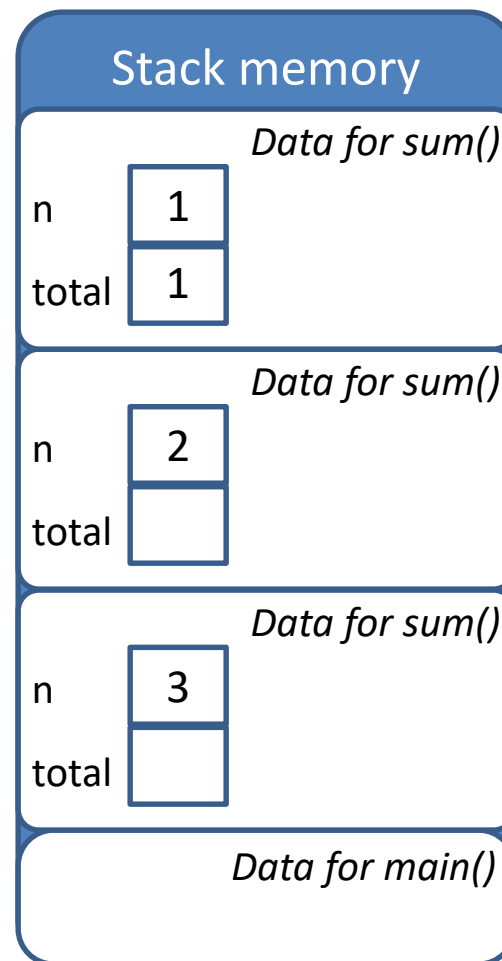 Stack memory
Data for sum()
n 1
total 1
Data for sum()
n 2
total
Data for sum()
n 3
total
Data for main()